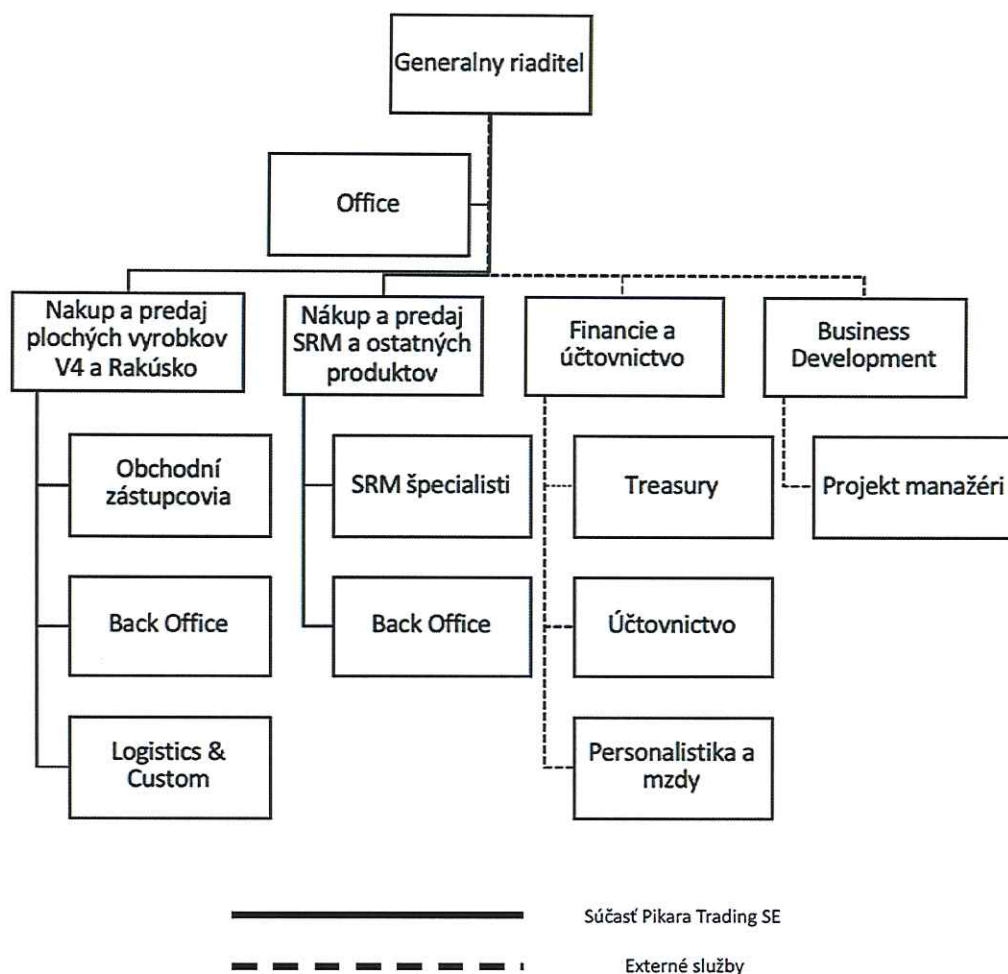 Generalny riaditel
Office
Nakup a predaj
plochých vyrobkov
V4 a Rakúsko
Nákup a predaj
SRM a ostatných
produktov
Financie a
účtovnictvo
Business
Development
Obchodní
zástupcovia
SRM špecialisti
Treasury
Projekt manažéri
Back Office
Back Office
Účtovnictvo
Logistics &
Custom
Personalistika a
mzdy
Súčasť Pikara Trading SE
Externé služby